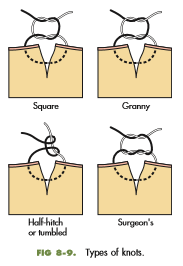 Square
Granny
Half-hitch
or tumbled
Surgeon's
FIG 8-9. Types of knots.